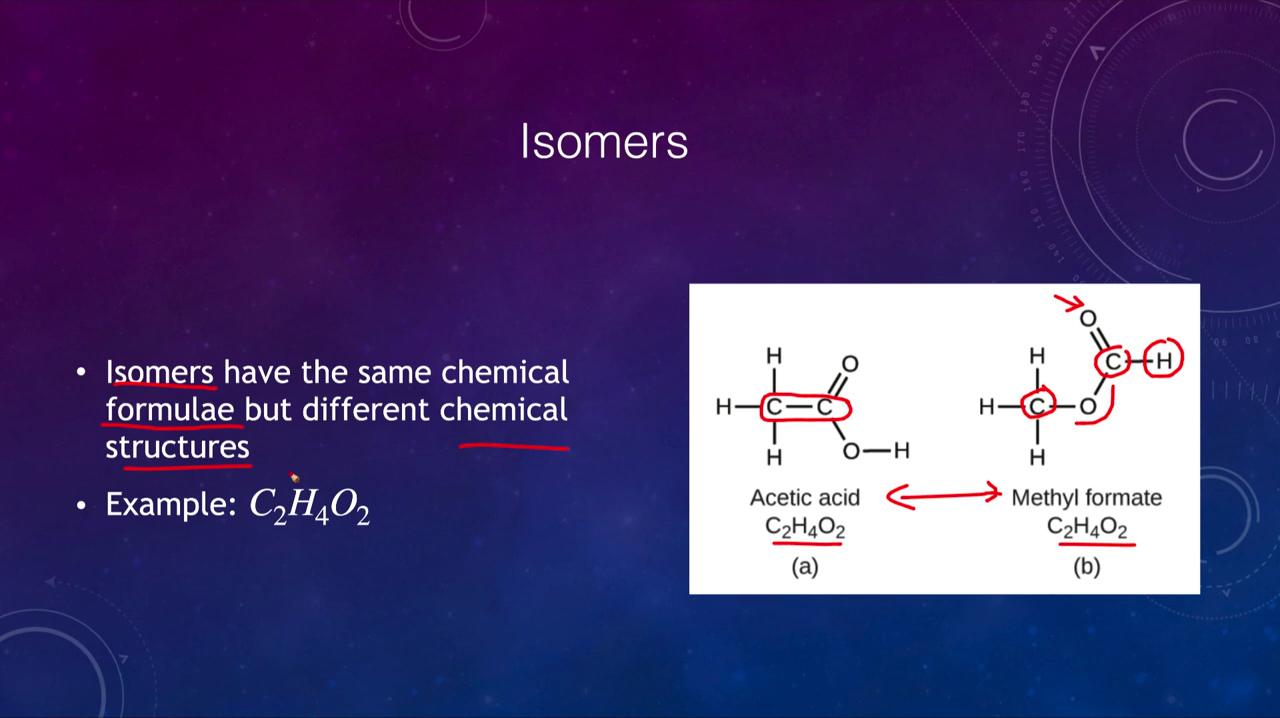 Isomers
• Isomers have the same chemical
formulae but different chemical
structures
• Example: C₂H₄O₂
H H
O O
H—C—C H—C—O C—H
H O—H H
Acetic acid Methyl formate
C₂H₄O₂ C₂H₄O₂
(a) (b)